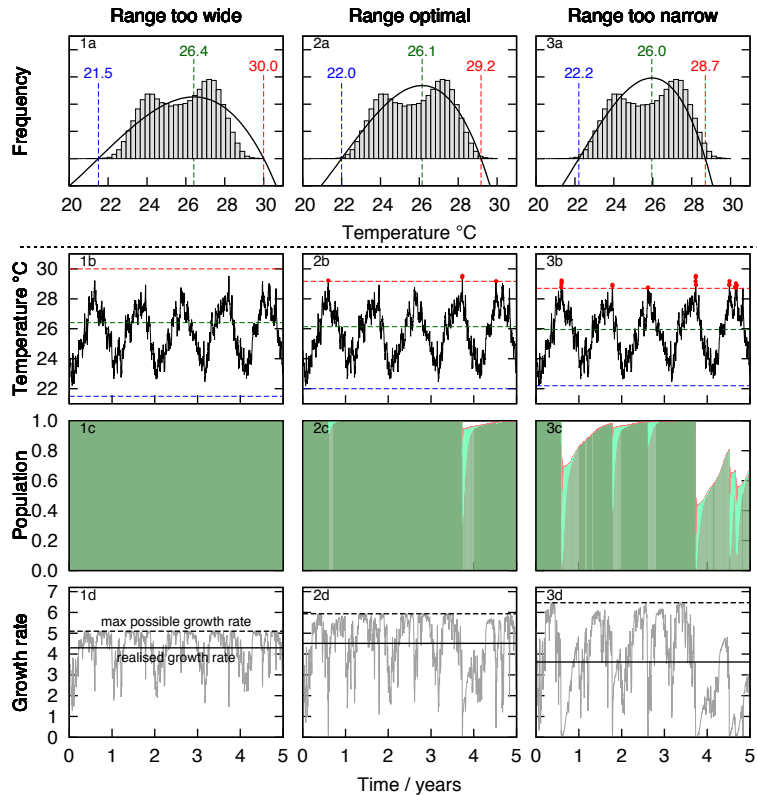 Range too wide Range optimal Range too narrow
1a 2a 3a
26.4 26.1 26.0
21.5 30.0 22.0 29.2 22.2 28.7
Frequency
20 22 24 26 28 30 20 22 24 26 28 30 20 22 24 26 28 30
Temperature °C
1b 2b 3b
Temperature °C
30
28
26
24
22
1c 2c 3c
Population
1.0
0.8
0.6
0.4
0.2
0.0
1d 2d 3d
Growth rate
7
6
5
4
3
2
1
0
max possible growth rate
realised growth rate
0 1 2 3 4 5 0 1 2 3 4 5 0 1 2 3 4 5
Time / years